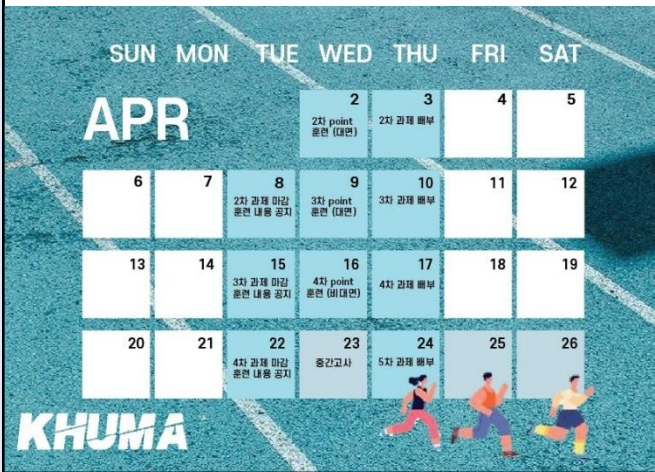 SUN MON TUE WED THU FRI SAT
APR
2 3 4 5
2차 point
훈련 (대면)
2차 과제 배부
6 7 8 9 10 11 12
2차 과제 마감
훈련 내용 공지
3차 point
훈련 (대면)
3차 과제 배부
13 14 15 16 17 18 19
3차 과제 마감
훈련 내용 공지
4차 point
훈련 (비대면)
4차 과제 배부
20 21 22 23 24 25 26
4차 과제 마감
훈련 내용 공지
중간고사
5차 과제 배부
KHUMA